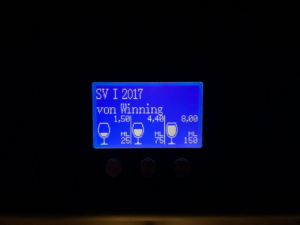 SV I 2017
von Winning
1,50 4,40 8,00
ML ML ML
25 75 150